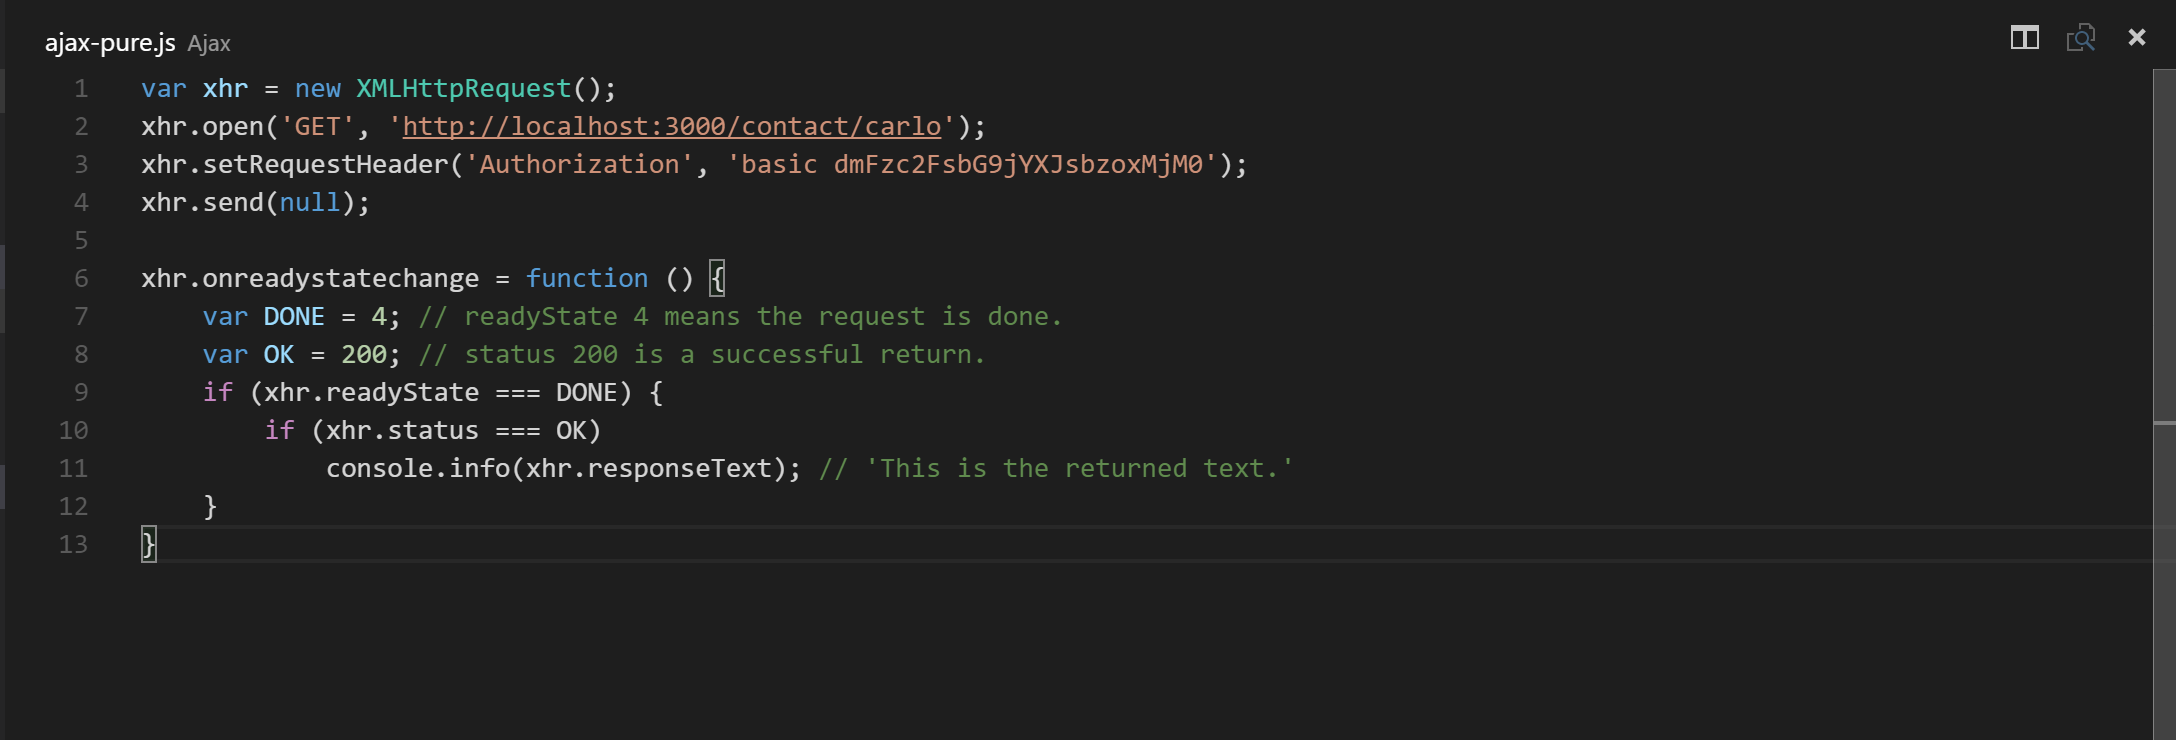 ajax-pure.js Ajax
1 var xhr = new XMLHttpRequest();
2 xhr.open('GET', 'http://localhost:3000/contact/carlo');
3 xhr.setRequestHeader('Authorization', 'basic dmFzc2FsbG9jYXJsbzoxMjM0');
4 xhr.send(null);
5
6 xhr.onreadystatechange = function () {
7     var DONE = 4; // readyState 4 means the request is done.
8     var OK = 200; // status 200 is a successful return.
9     if (xhr.readyState === DONE) {
10         if (xhr.status === OK)
11             console.info(xhr.responseText); // 'This is the returned text.'
12     }
13 }